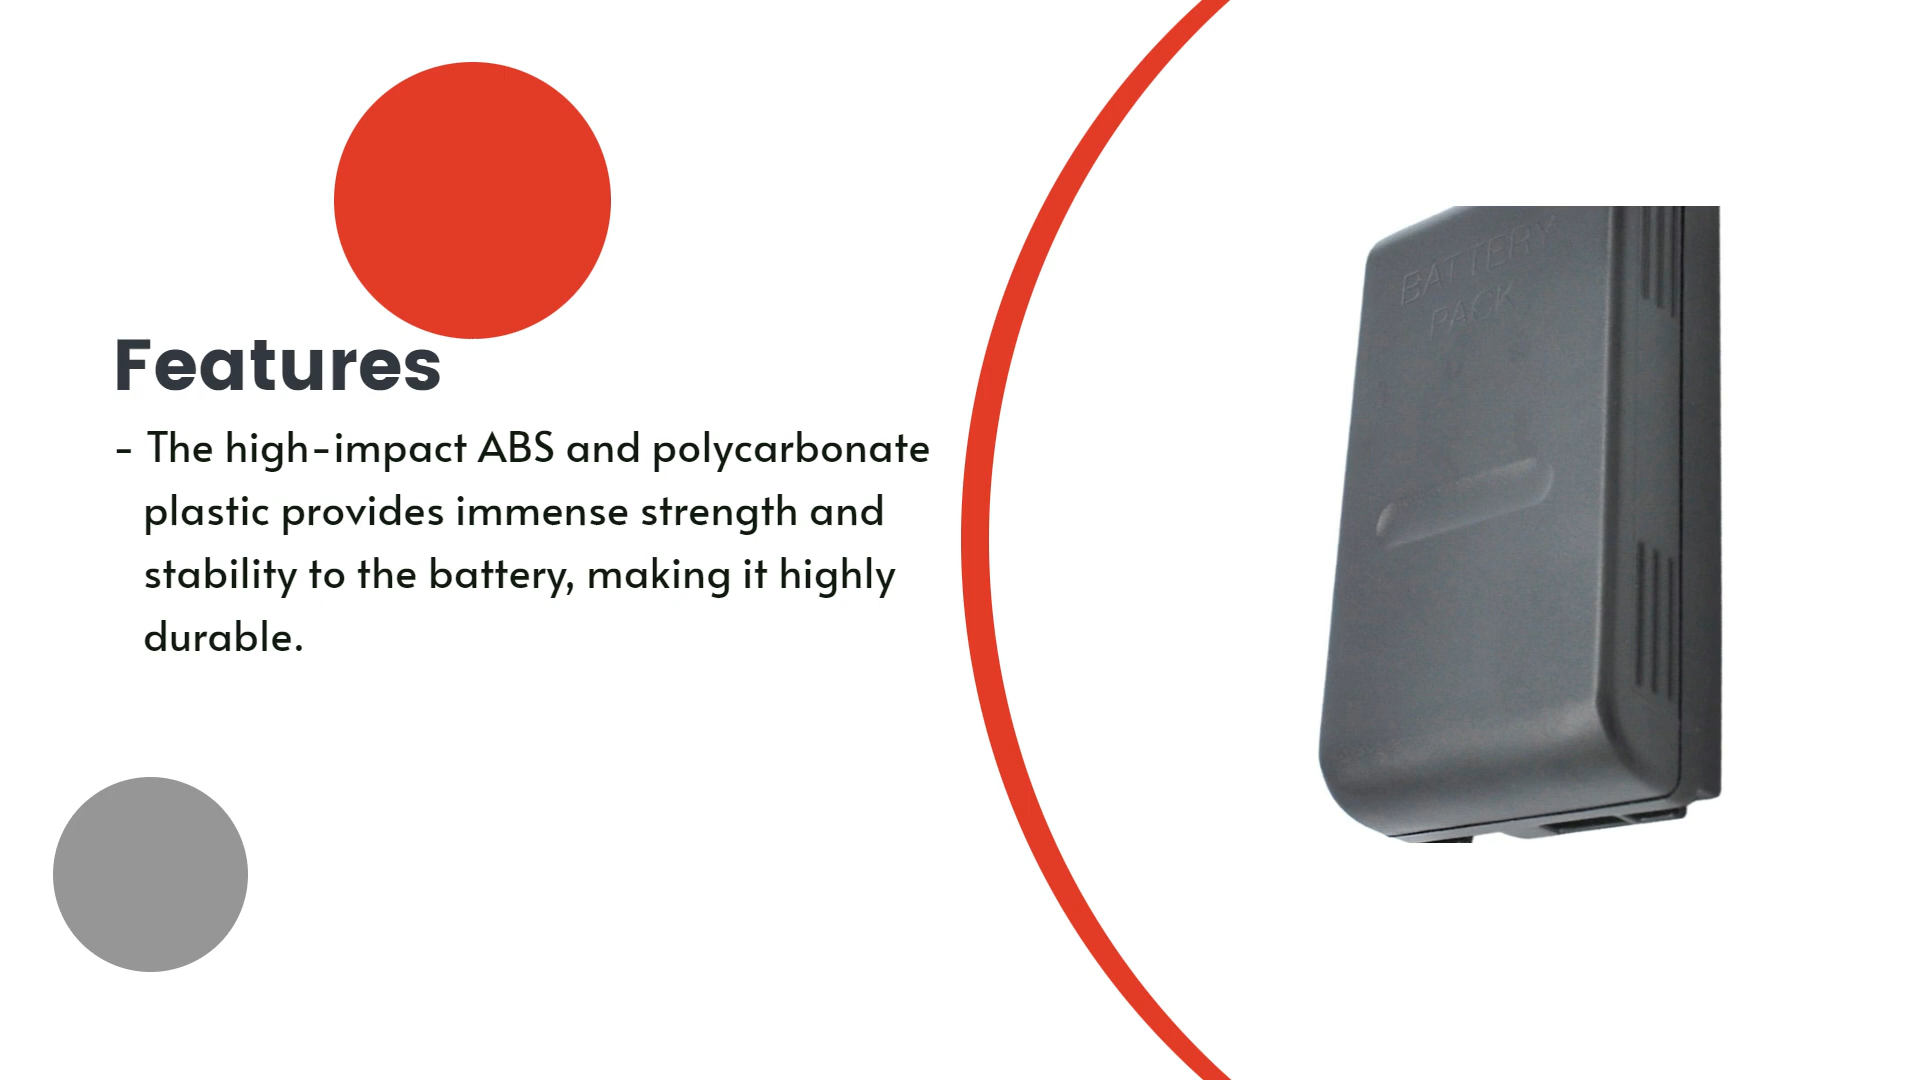 Features
- The high-impact ABS and polycarbonate
plastic provides immense strength and
stability to the battery, making it highly
durable.
BATTERY
PACK